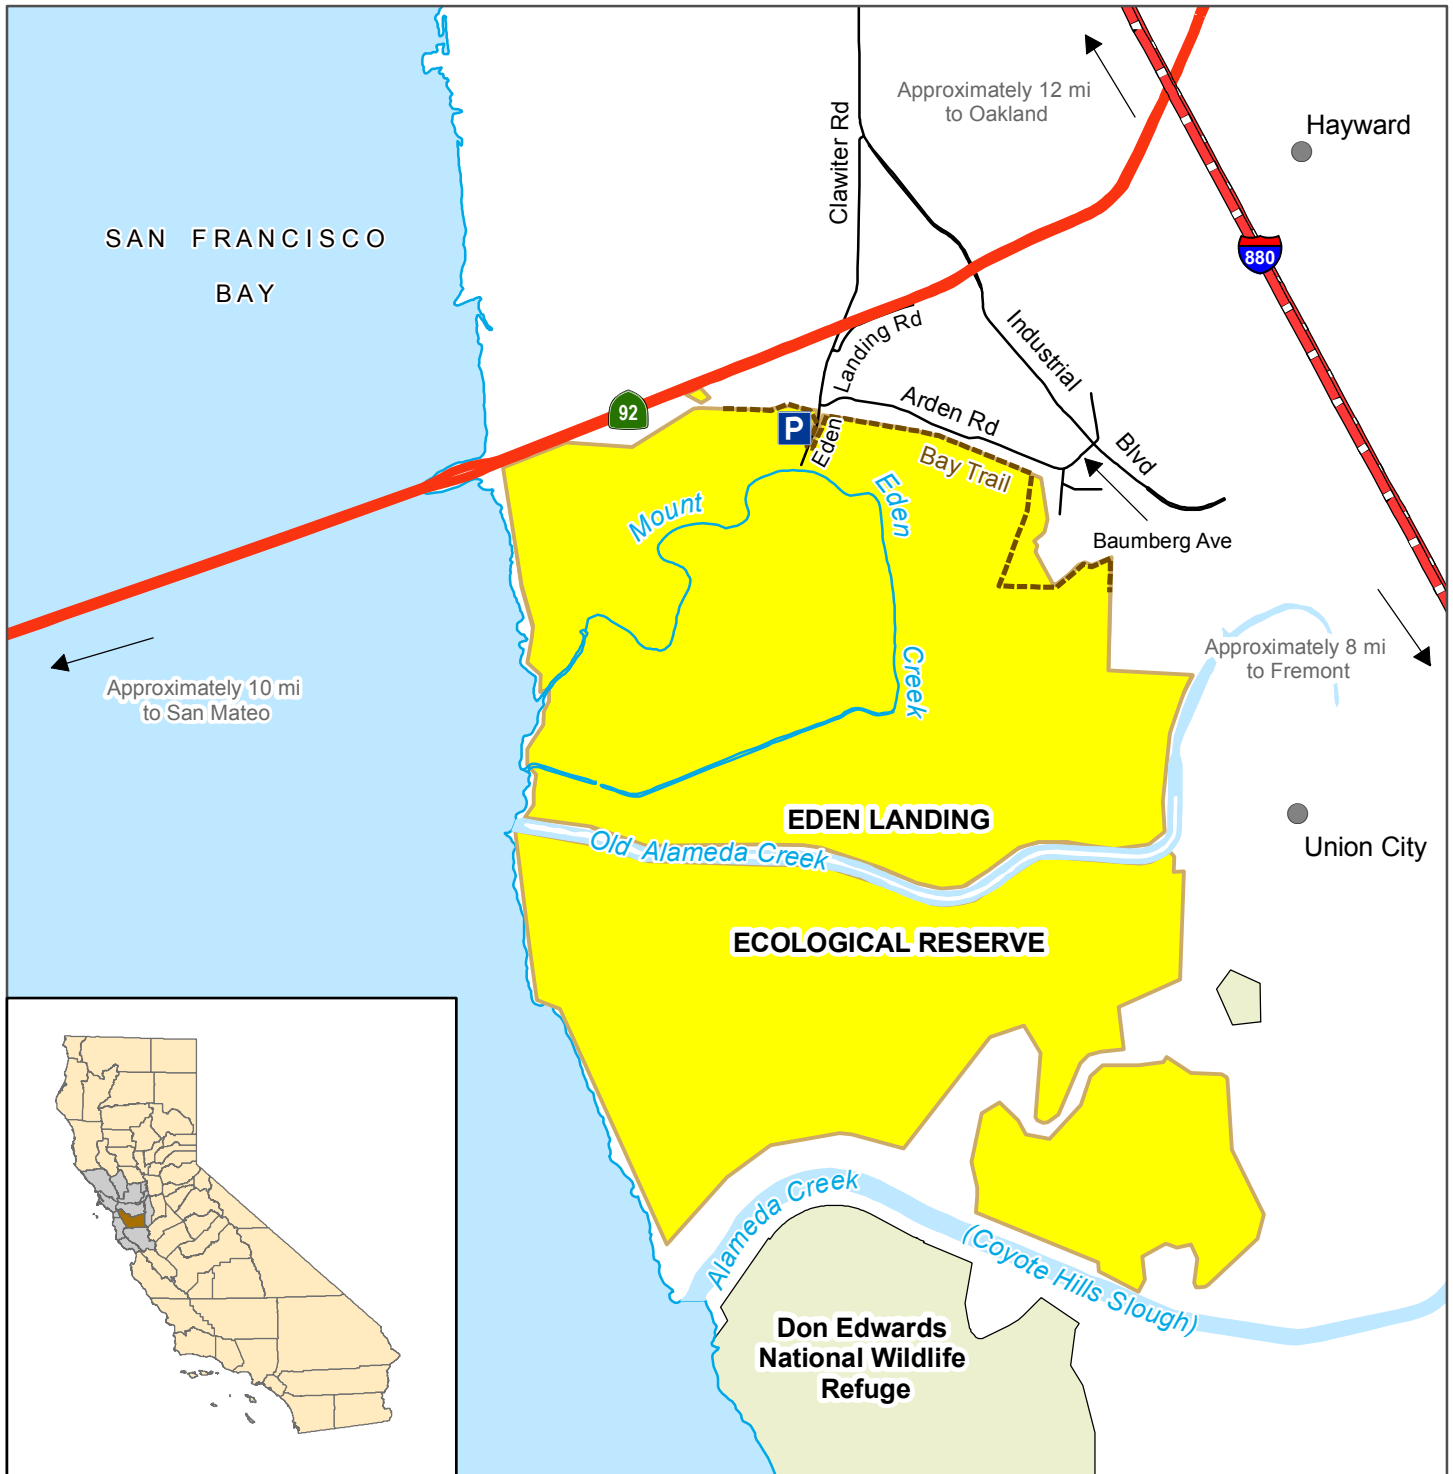 Approximately 12 mi
to Oakland
Hayward
Clawiter Rd
SAN FRANCISCO
BAY
880
Landing Rd
Industrial
Blvd
92
Arden Rd
P
Eden
Bay Trail
Mount
Eden
Creek
Baumberg Ave
Approximately 8 mi
to Fremont
Approximately 10 mi
to San Mateo
EDEN LANDING
Old Alameda Creek
Union City
ECOLOGICAL RESERVE
Alameda Creek
(Coyote Hills Slough)
Don Edwards
National Wildlife
Refuge